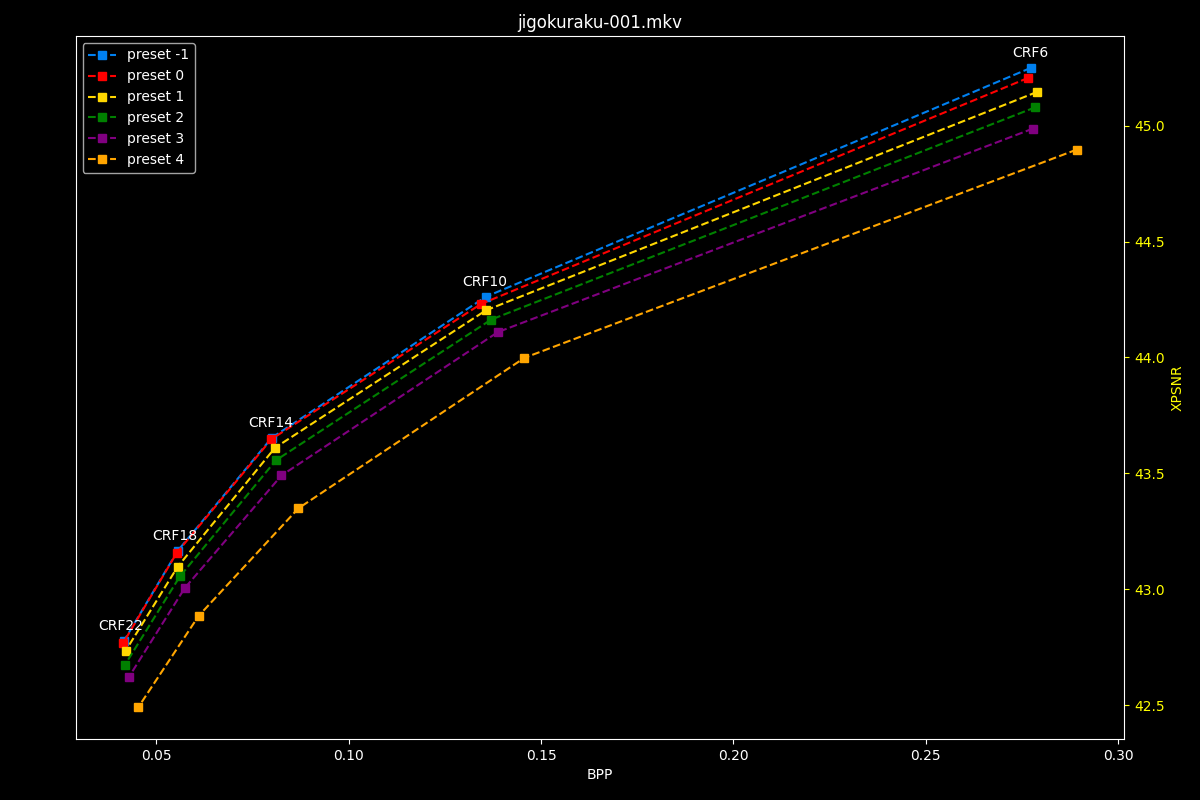 jigokuraku-001.mkv
preset -1
preset 0
preset 1
preset 2
preset 3
preset 4
CRF6
CRF10
CRF14
CRF18
CRF22
45.0
44.5
44.0
43.5
43.0
42.5
XPSNR
0.05 0.10 0.15 0.20 0.25 0.30
BPP